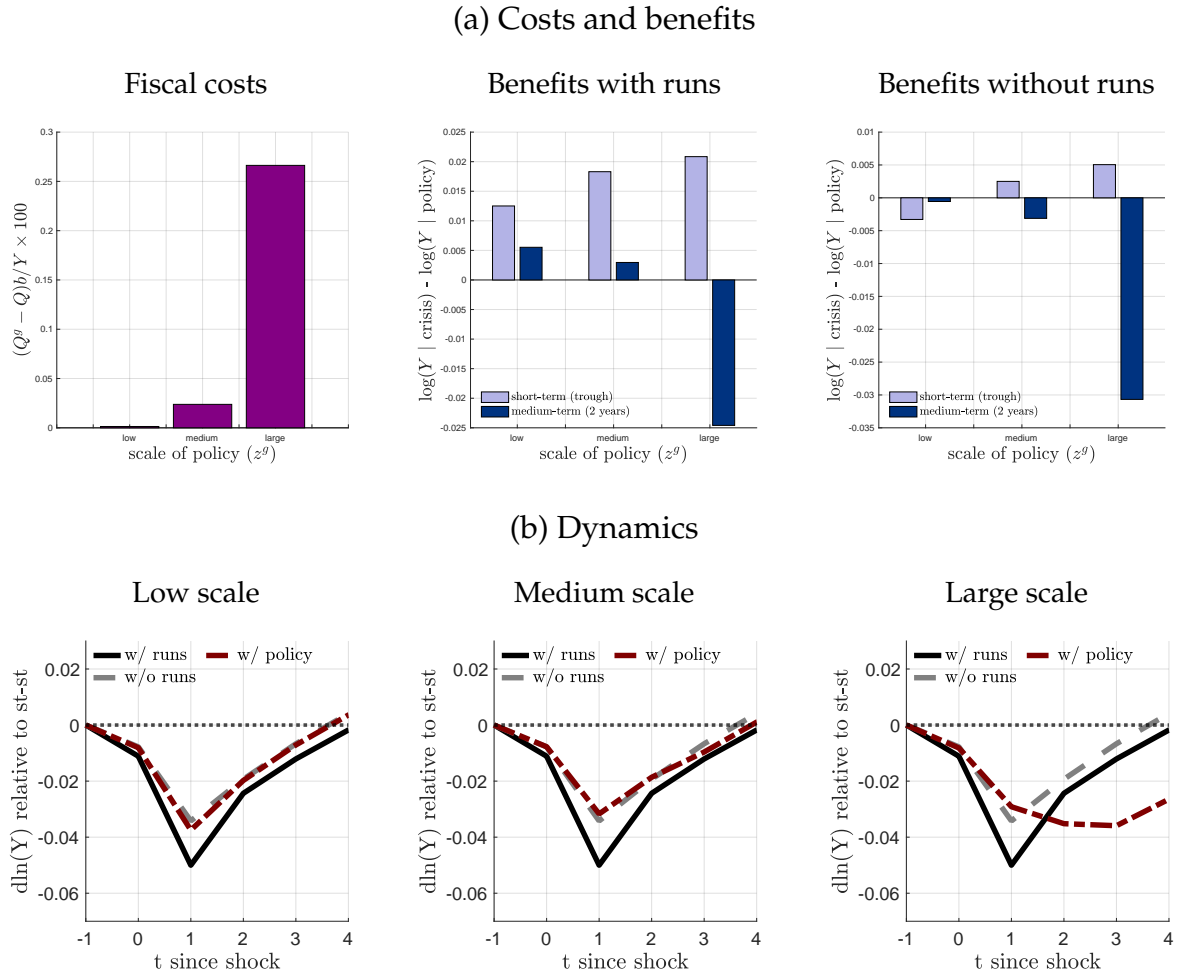 (a) Costs and benefits
Fiscal costs
Benefits with runs
Benefits without runs
(Q^g − Q)b/Y × 100
0.3
0.25
0.2
0.15
0.1
0.05
0
low
medium
large
scale of policy (z^g)
log(Y | crisis) - log(Y | policy)
0.025
0.02
0.015
0.01
0.005
0
-0.005
-0.01
-0.015
-0.02
-0.025
short-term (trough)
medium-term (2 years)
low
medium
large
scale of policy (z^g)
log(Y | crisis) - log(Y | policy)
0.01
0.005
0
-0.005
-0.01
-0.015
-0.02
-0.025
-0.03
-0.035
short-term (trough)
medium-term (2 years)
low
medium
large
scale of policy (z^g)
(b) Dynamics
Low scale
Medium scale
Large scale
dln(Y) relative to st-st
0.02
0
-0.02
-0.04
-0.06
w/ runs
w/ policy
w/o runs
-1 0 1 2 3 4
t since shock
dln(Y) relative to st-st
0.02
0
-0.02
-0.04
-0.06
w/ runs
w/ policy
w/o runs
-1 0 1 2 3 4
t since shock
dln(Y) relative to st-st
0.02
0
-0.02
-0.04
-0.06
w/ runs
w/ policy
w/o runs
-1 0 1 2 3 4
t since shock